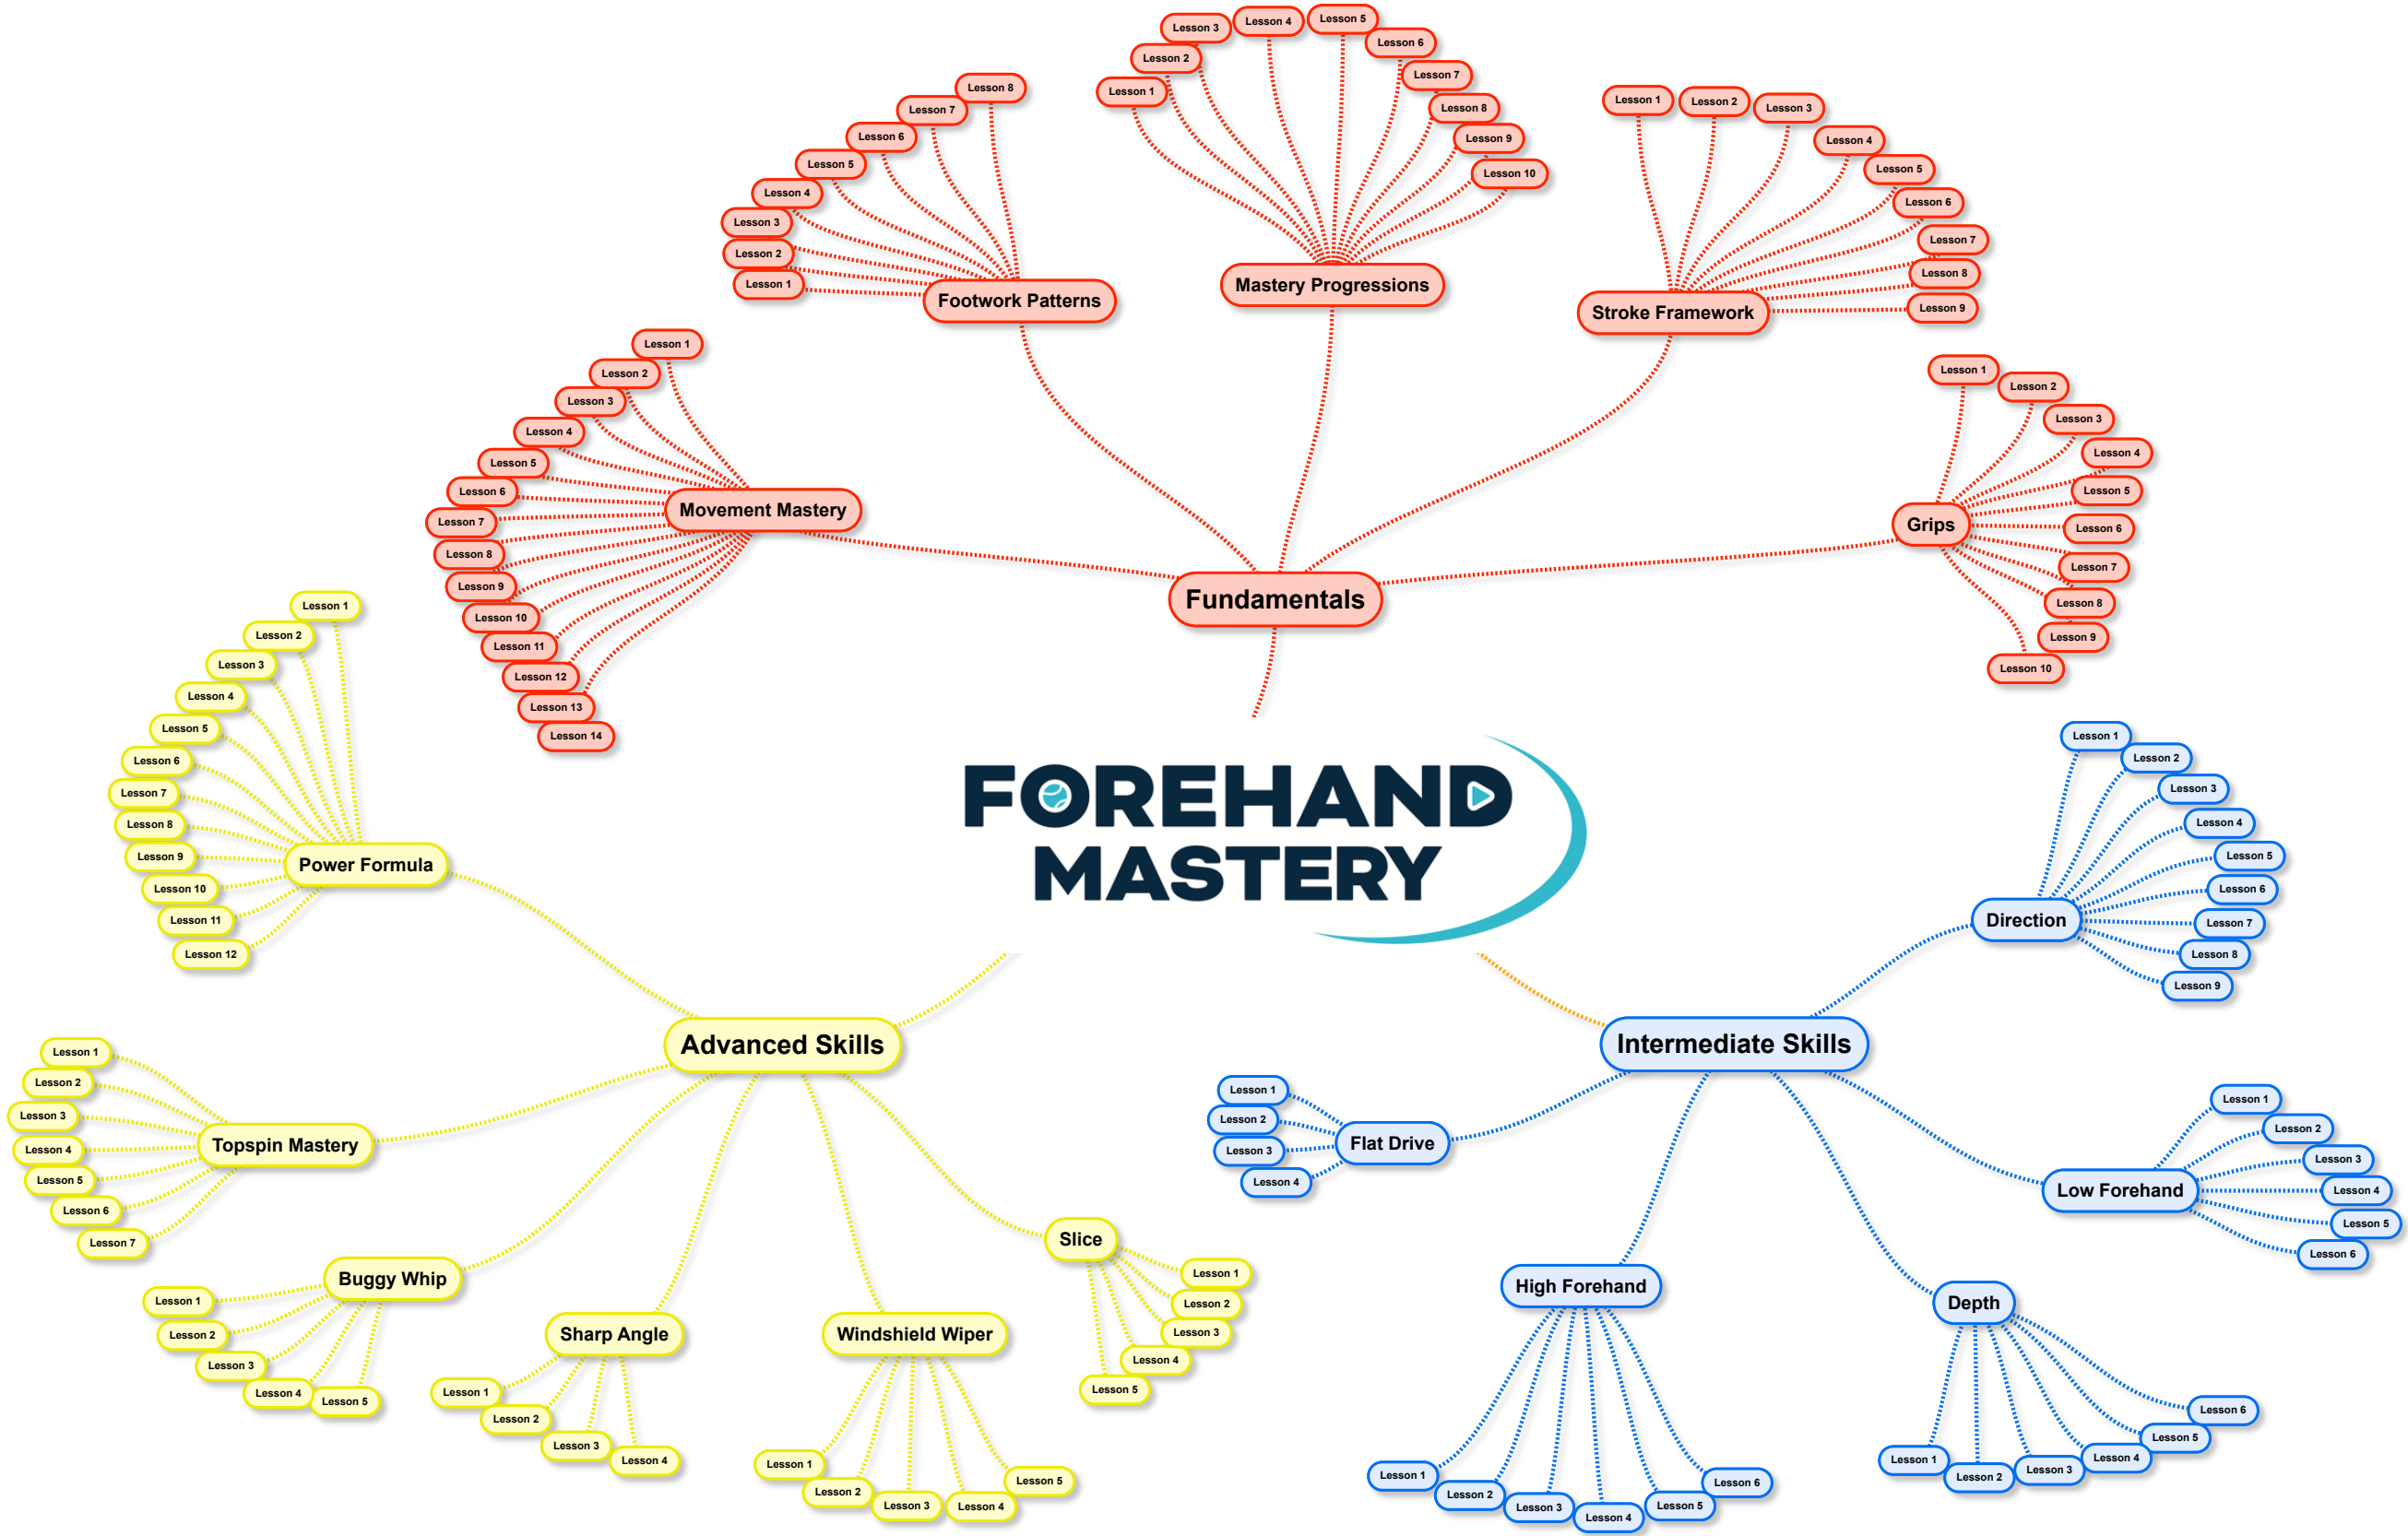 FOREHAND
MASTERY
Fundamentals
Movement Mastery
Lesson 1
Lesson 2
Lesson 3
Lesson 4
Lesson 5
Lesson 6
Lesson 7
Lesson 8
Lesson 9
Lesson 10
Lesson 11
Lesson 12
Lesson 13
Lesson 14
Footwork Patterns
Lesson 1
Lesson 2
Lesson 3
Lesson 4
Lesson 5
Lesson 6
Lesson 7
Lesson 8
Mastery Progressions
Lesson 1
Lesson 2
Lesson 3
Lesson 4
Lesson 5
Lesson 6
Lesson 7
Lesson 8
Lesson 9
Lesson 10
Stroke Framework
Lesson 1
Lesson 2
Lesson 3
Lesson 4
Lesson 5
Lesson 6
Lesson 7
Lesson 8
Lesson 9
Grips
Lesson 1
Lesson 2
Lesson 3
Lesson 4
Lesson 5
Lesson 6
Lesson 7
Lesson 8
Lesson 9
Lesson 10
Intermediate Skills
Direction
Lesson 1
Lesson 2
Lesson 3
Lesson 4
Lesson 5
Lesson 6
Lesson 7
Lesson 8
Lesson 9
Low Forehand
Lesson 1
Lesson 2
Lesson 3
Lesson 4
Lesson 5
Lesson 6
Depth
Lesson 1
Lesson 2
Lesson 3
Lesson 4
Lesson 5
Lesson 6
High Forehand
Lesson 1
Lesson 2
Lesson 3
Lesson 4
Lesson 5
Lesson 6
Flat Drive
Lesson 1
Lesson 2
Lesson 3
Lesson 4
Advanced Skills
Slice
Lesson 1
Lesson 2
Lesson 3
Lesson 4
Lesson 5
Windshield Wiper
Lesson 1
Lesson 2
Lesson 3
Lesson 4
Lesson 5
Sharp Angle
Lesson 1
Lesson 2
Lesson 3
Lesson 4
Buggy Whip
Lesson 1
Lesson 2
Lesson 3
Lesson 4
Lesson 5
Topspin Mastery
Lesson 1
Lesson 2
Lesson 3
Lesson 4
Lesson 5
Lesson 6
Lesson 7
Power Formula
Lesson 1
Lesson 2
Lesson 3
Lesson 4
Lesson 5
Lesson 6
Lesson 7
Lesson 8
Lesson 9
Lesson 10
Lesson 11
Lesson 12